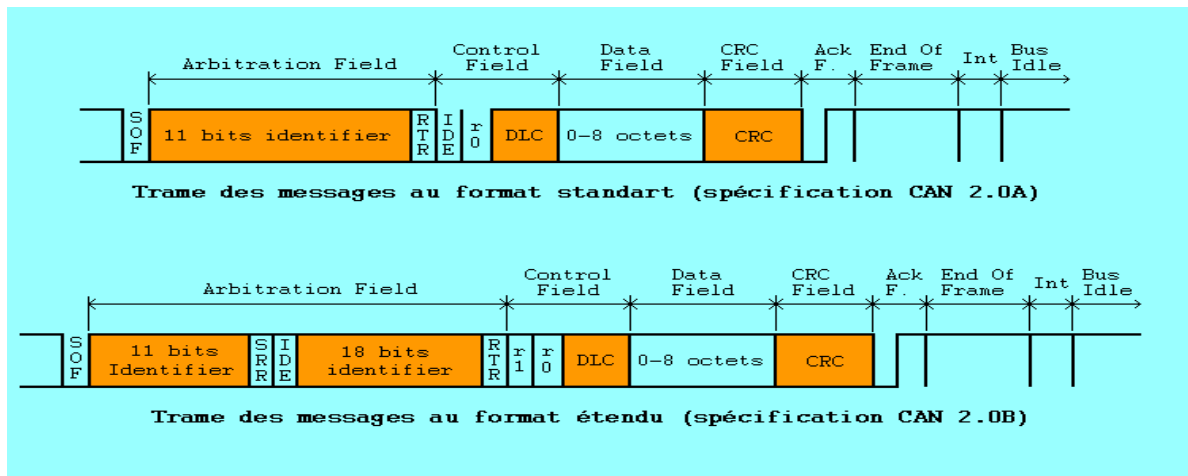 Arbitration Field
Control Field
Data Field
CRC Field
Ack F.
End Of Frame
Int
Bus Idle
SOF
11 bits identifier
RTR
IDE
r0
DLC
0-8 octets
CRC
Trame des messages au format standart (spécification CAN 2.0A)
Arbitration Field
Control Field
Data Field
CRC Field
Ack F.
End Of Frame
Int
Bus Idle
SOF
11 bits Identifier
SRR
IDE
18 bits identifier
RTR
r1
r0
DLC
0-8 octets
CRC
Trame des messages au format étendu (spécification CAN 2.0B)